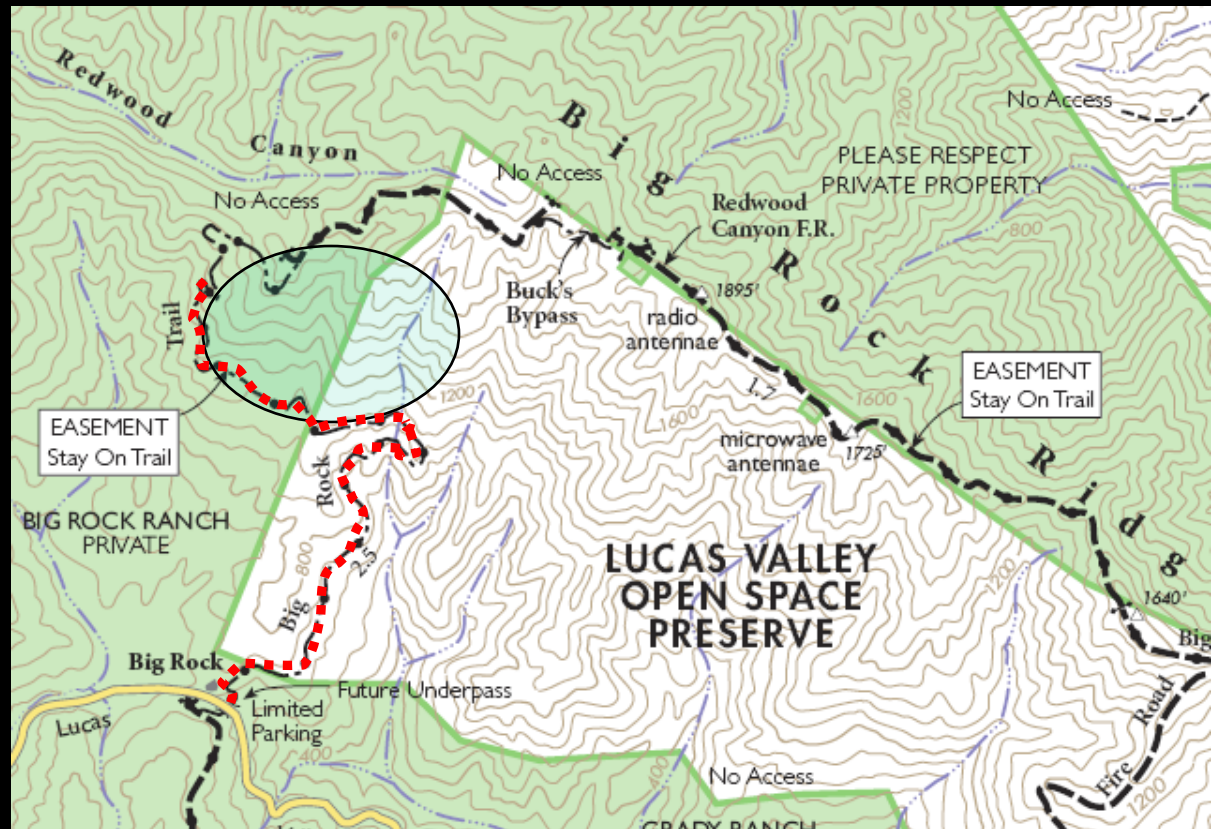 Redwood
Canyon
No Access
Big Rock Ridg
No Access
No Access
PLEASE RESPECT
PRIVATE PROPERTY
1200
800
Redwood
Canyon F.R.
Buck's
Bypass
1895'
radio
antennae
1.7
EASEMENT
Stay On Trail
1600
1600
microwave
antennae
1725'
Trail
EASEMENT
Stay On Trail
1200
Rock
BIG ROCK RANCH
PRIVATE
800
2.5
Big
LUCAS VALLEY
OPEN SPACE
PRESERVE
1200
1640'
Big
Big Rock
Future Underpass
Limited
Parking
Lucas
400
400
No Access
Fire Road
1200
GRADY RANCH